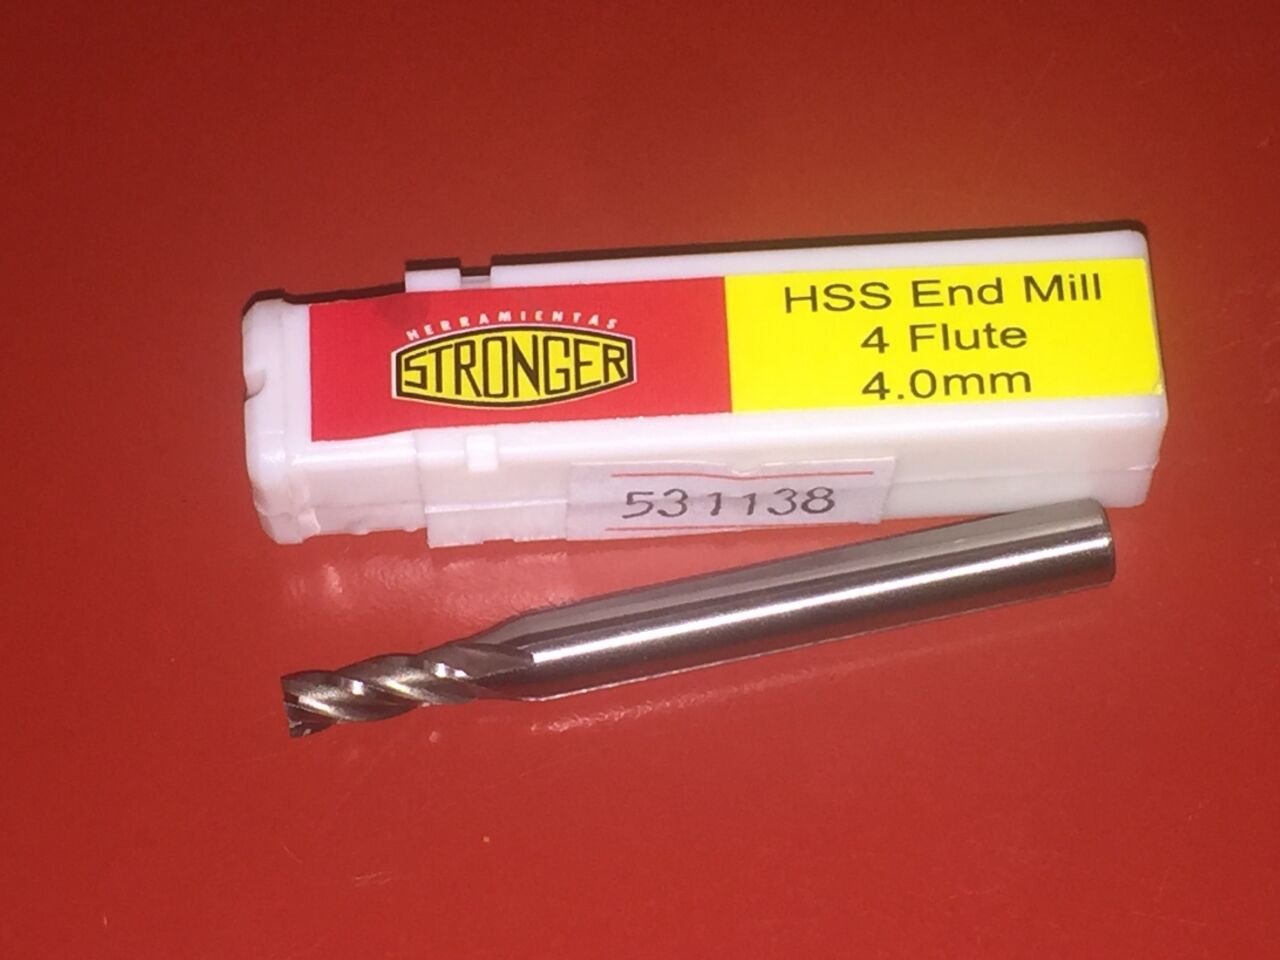 HERRAMIENTAS
STRONGER
HSS End Mill
4 Flute
4.0mm
531138